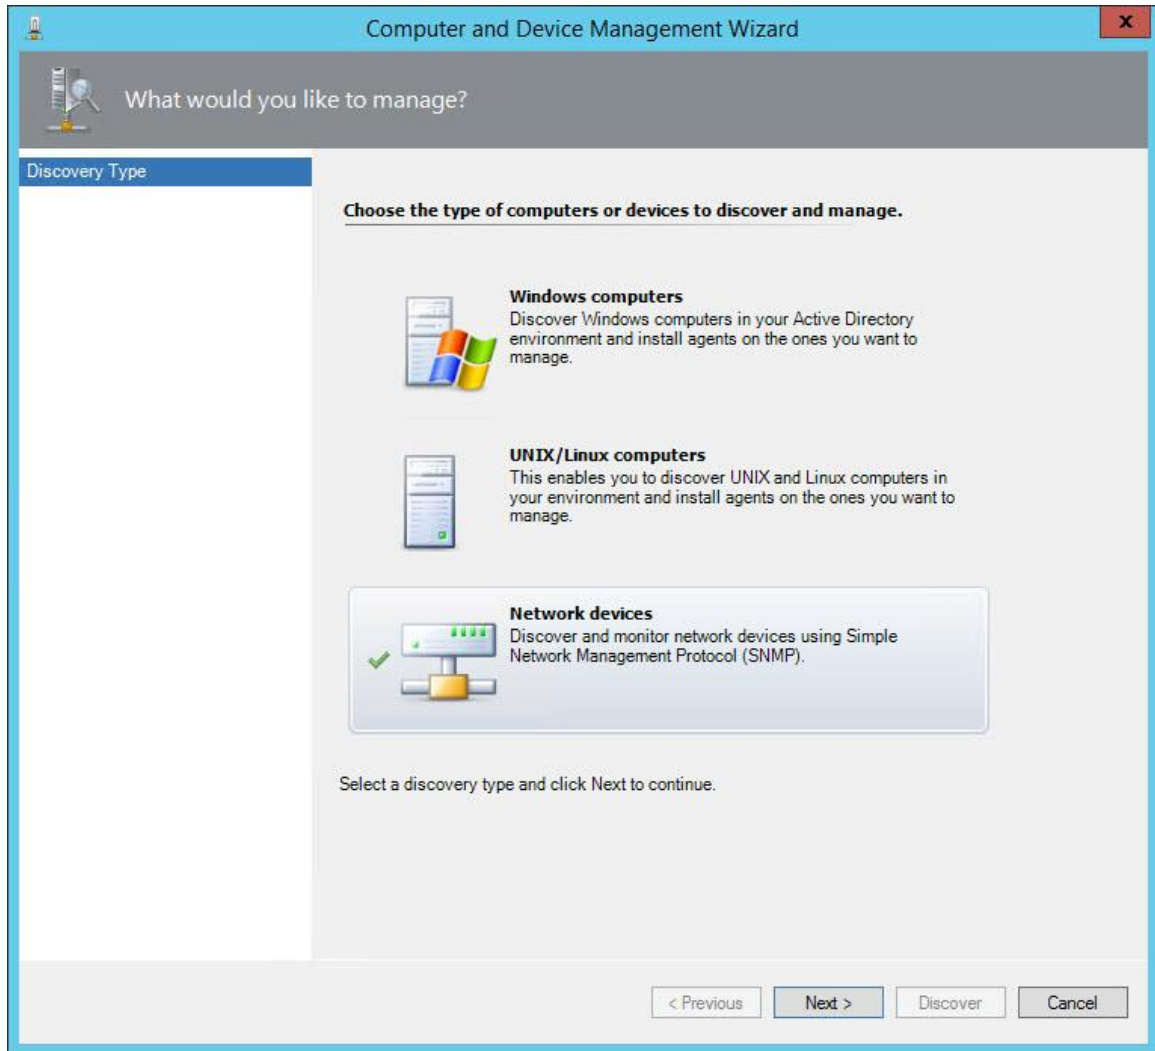 Computer and Device Management Wizard
x
What would you like to manage?
Discovery Type
Choose the type of computers or devices to discover and manage.
Windows computers
Discover Windows computers in your Active Directory
environment and install agents on the ones you want to
manage.
UNIX/Linux computers
This enables you to discover UNIX and Linux computers in
your environment and install agents on the ones you want to
manage.
Network devices
Discover and monitor network devices using Simple
Network Management Protocol (SNMP).
Select a discovery type and click Next to continue.
< Previous Next > Discover Cancel